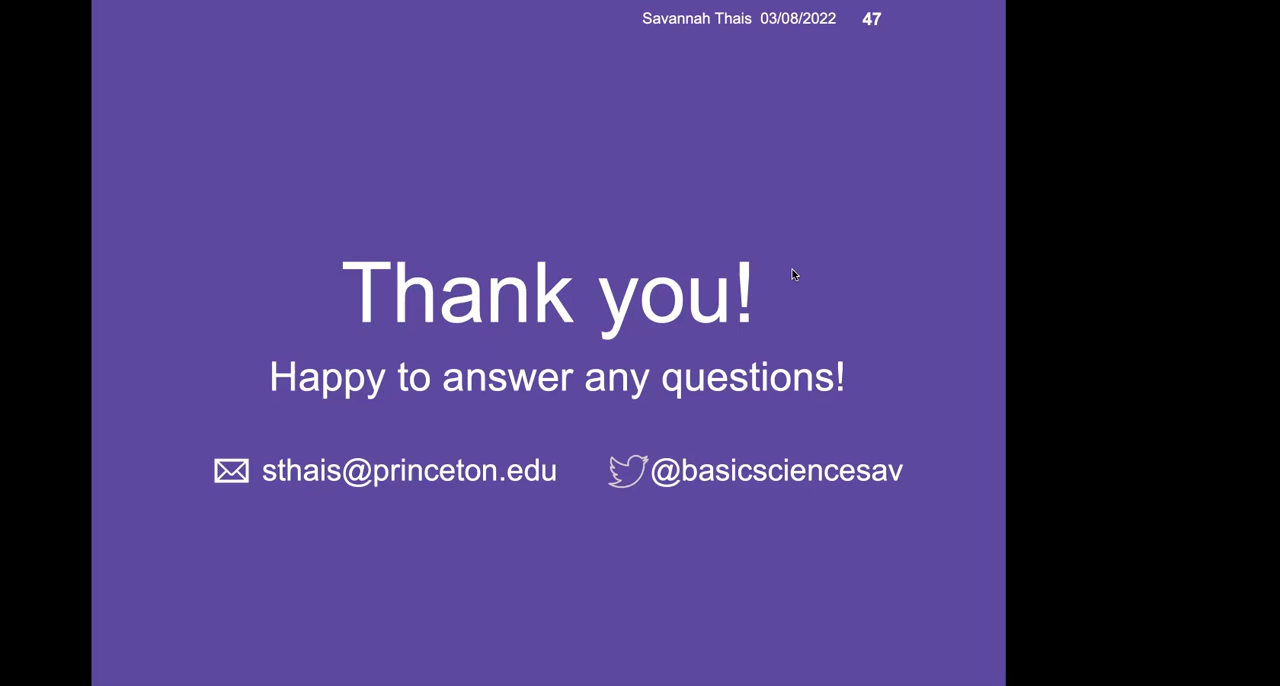 Savannah Thais 03/08/2022 47
Thank you!
Happy to answer any questions!
sthais@princeton.edu @basicsciencesav